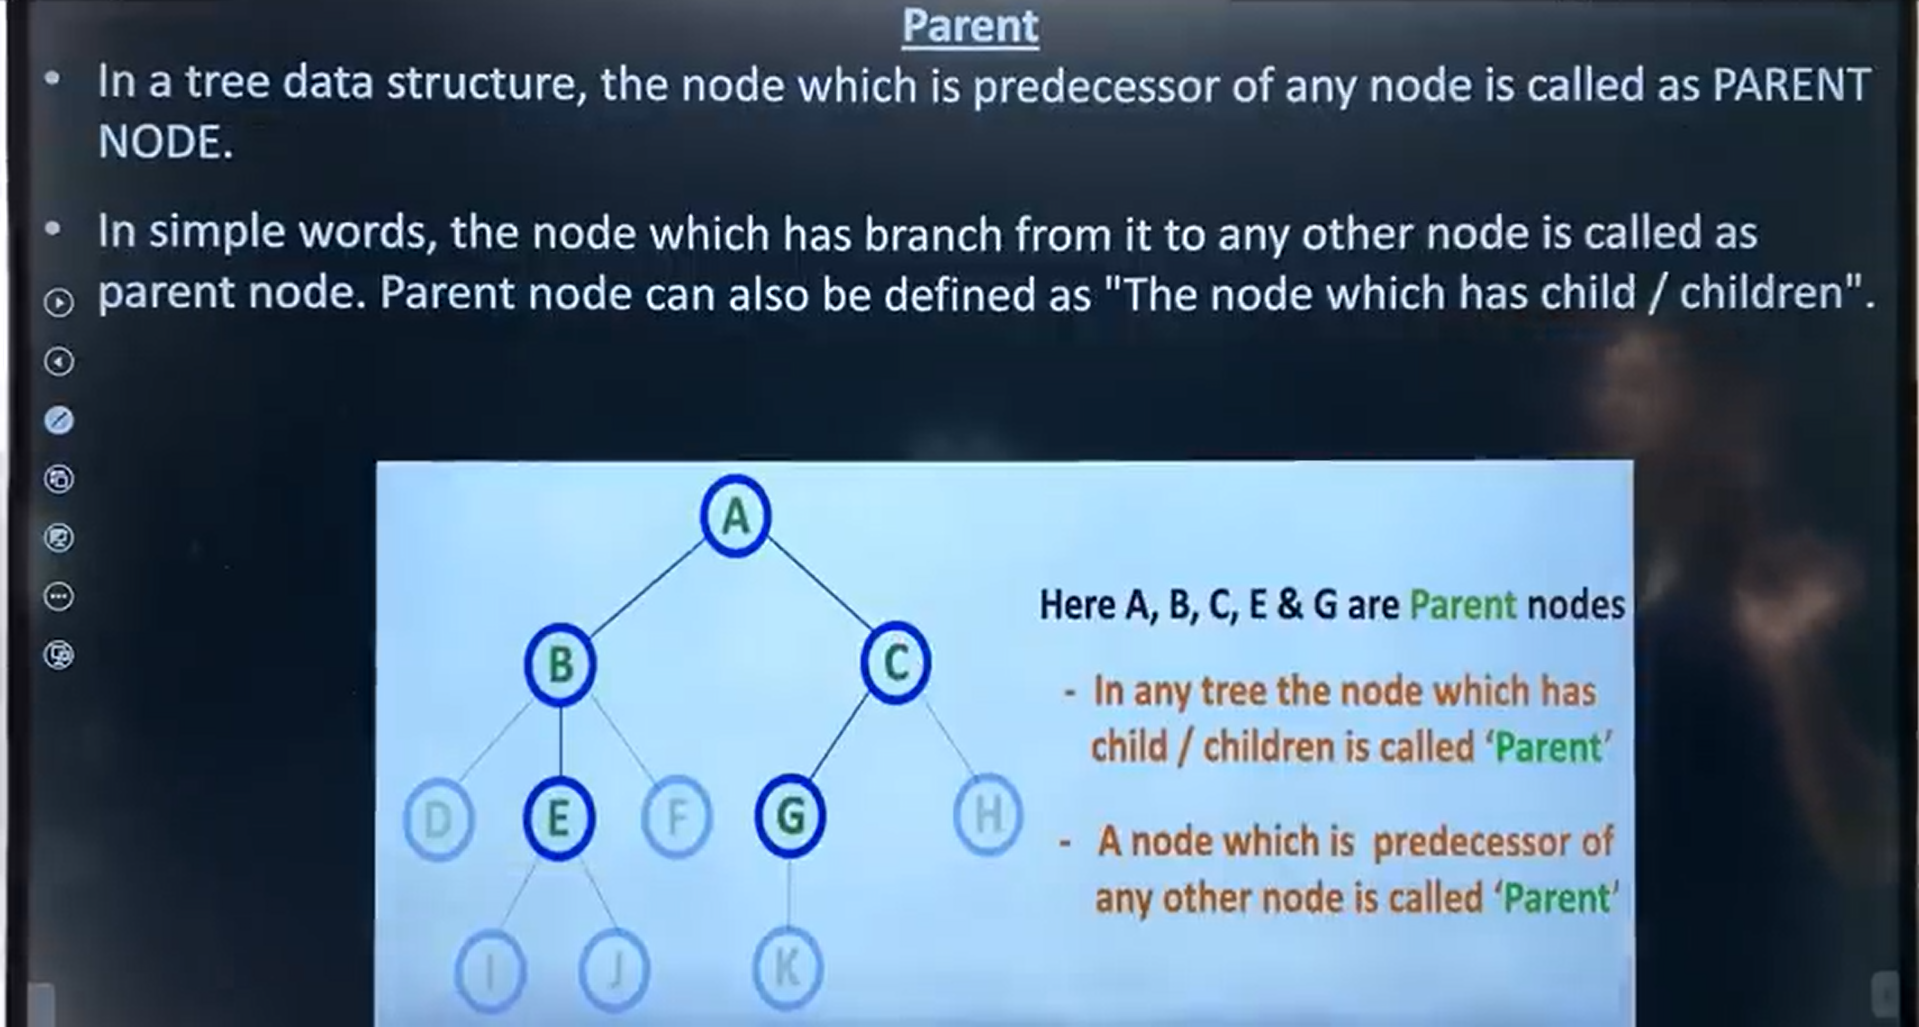 Parent
• In a tree data structure, the node which is predecessor of any node is called as PARENT
NODE.
• In simple words, the node which has branch from it to any other node is called as
parent node. Parent node can also be defined as "The node which has child / children".
A
B C
D E F G H
I J K
Here A, B, C, E & G are Parent nodes
- In any tree the node which has
child / children is called ‘Parent’
- A node which is predecessor of
any other node is called ‘Parent’